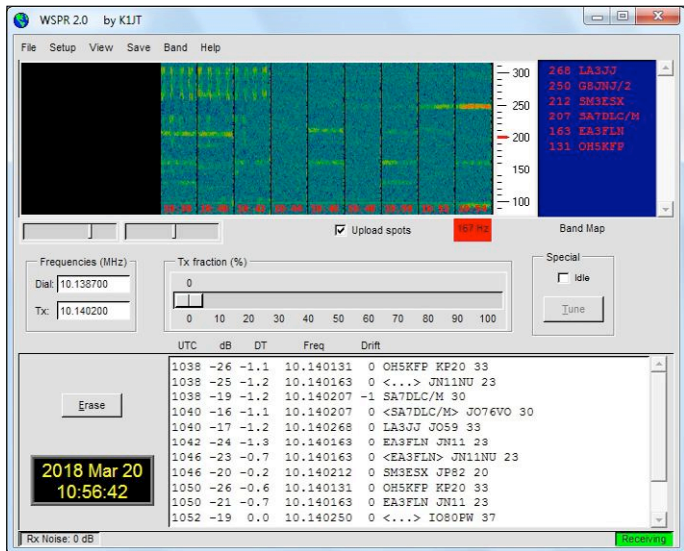 WSPR 2.0 by K1JT
File Setup View Save Band Help
300
250
200
150
100
268 LA3JJ
250 G8JNJ/2
212 SM3ESX
207 SA7DLC/M
163 EA3FLN
131 OH5KFP
Upload spots
167 Hz
Band Map
Frequencies (MHz)
Dial: 10.138700
Tx: 10.140200
Tx fraction (%)
0
0 10 20 30 40 50 60 70 80 90 100
Special
Idle
Tune
UTC dB DT Freq Drift
1038 -26 -1.1 10.140131 0 OH5KFP KP20 33
1038 -25 -1.2 10.140163 0 <...> JN11NU 23
1038 -19 -1.2 10.140207 -1 SA7DLC/M 30
1040 -16 -1.1 10.140207 0 <SA7DLC/M> JO76VO 30
1040 -17 -1.2 10.140268 0 LA3JJ JO59 33
1042 -24 -1.3 10.140163 0 EA3FLN JN11 23
1046 -23 -0.7 10.140163 0 <EA3FLN> JN11NU 23
1046 -20 -0.2 10.140212 0 SM3ESX JP82 20
1050 -26 -0.6 10.140131 0 OH5KFP KP20 33
1050 -21 -0.7 10.140163 0 EA3FLN JN11 23
1052 -19 0.0 10.140250 0 <...> IO80PW 37
Erase
2018 Mar 20
10:56:42
Rx Noise: 0 dB
Receiving